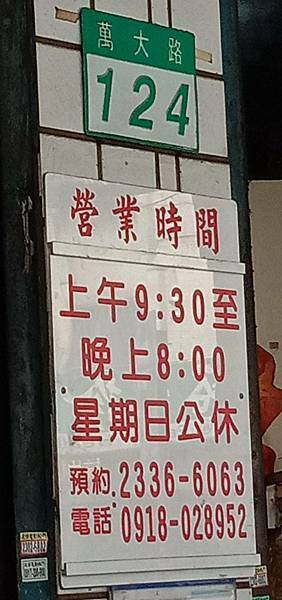 萬大路
124
營業時間
上午9:30至
晚上8:00
星期日公休
預約.2336-6063
電話 0918-028952